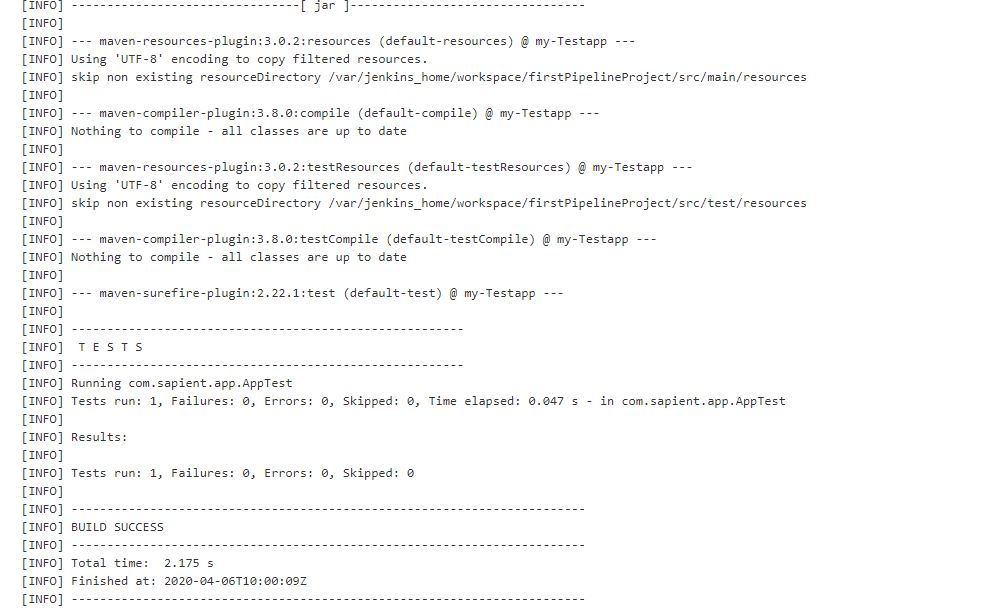 [INFO] --------------------------------[ jar ]---------------------------------
[INFO]
[INFO] --- maven-resources-plugin:3.0.2:resources (default-resources) @ my-Testapp ---
[INFO] Using 'UTF-8' encoding to copy filtered resources.
[INFO] skip non existing resourceDirectory /var/jenkins_home/workspace/firstPipelineProject/src/main/resources
[INFO]
[INFO] --- maven-compiler-plugin:3.8.0:compile (default-compile) @ my-Testapp ---
[INFO] Nothing to compile - all classes are up to date
[INFO]
[INFO] --- maven-resources-plugin:3.0.2:testResources (default-testResources) @ my-Testapp ---
[INFO] Using 'UTF-8' encoding to copy filtered resources.
[INFO] skip non existing resourceDirectory /var/jenkins_home/workspace/firstPipelineProject/src/test/resources
[INFO]
[INFO] --- maven-compiler-plugin:3.8.0:testCompile (default-testCompile) @ my-Testapp ---
[INFO] Nothing to compile - all classes are up to date
[INFO]
[INFO] --- maven-surefire-plugin:2.22.1:test (default-test) @ my-Testapp ---
[INFO]
[INFO] -------------------------------------------------------
[INFO]  T E S T S
[INFO] -------------------------------------------------------
[INFO] Running com.sapient.app.AppTest
[INFO] Tests run: 1, Failures: 0, Errors: 0, Skipped: 0, Time elapsed: 0.047 s - in com.sapient.app.AppTest
[INFO]
[INFO] Results:
[INFO]
[INFO] Tests run: 1, Failures: 0, Errors: 0, Skipped: 0
[INFO]
[INFO] ------------------------------------------------------------------------
[INFO] BUILD SUCCESS
[INFO] ------------------------------------------------------------------------
[INFO] Total time:  2.175 s
[INFO] Finished at: 2020-04-06T10:00:09Z
[INFO] ------------------------------------------------------------------------